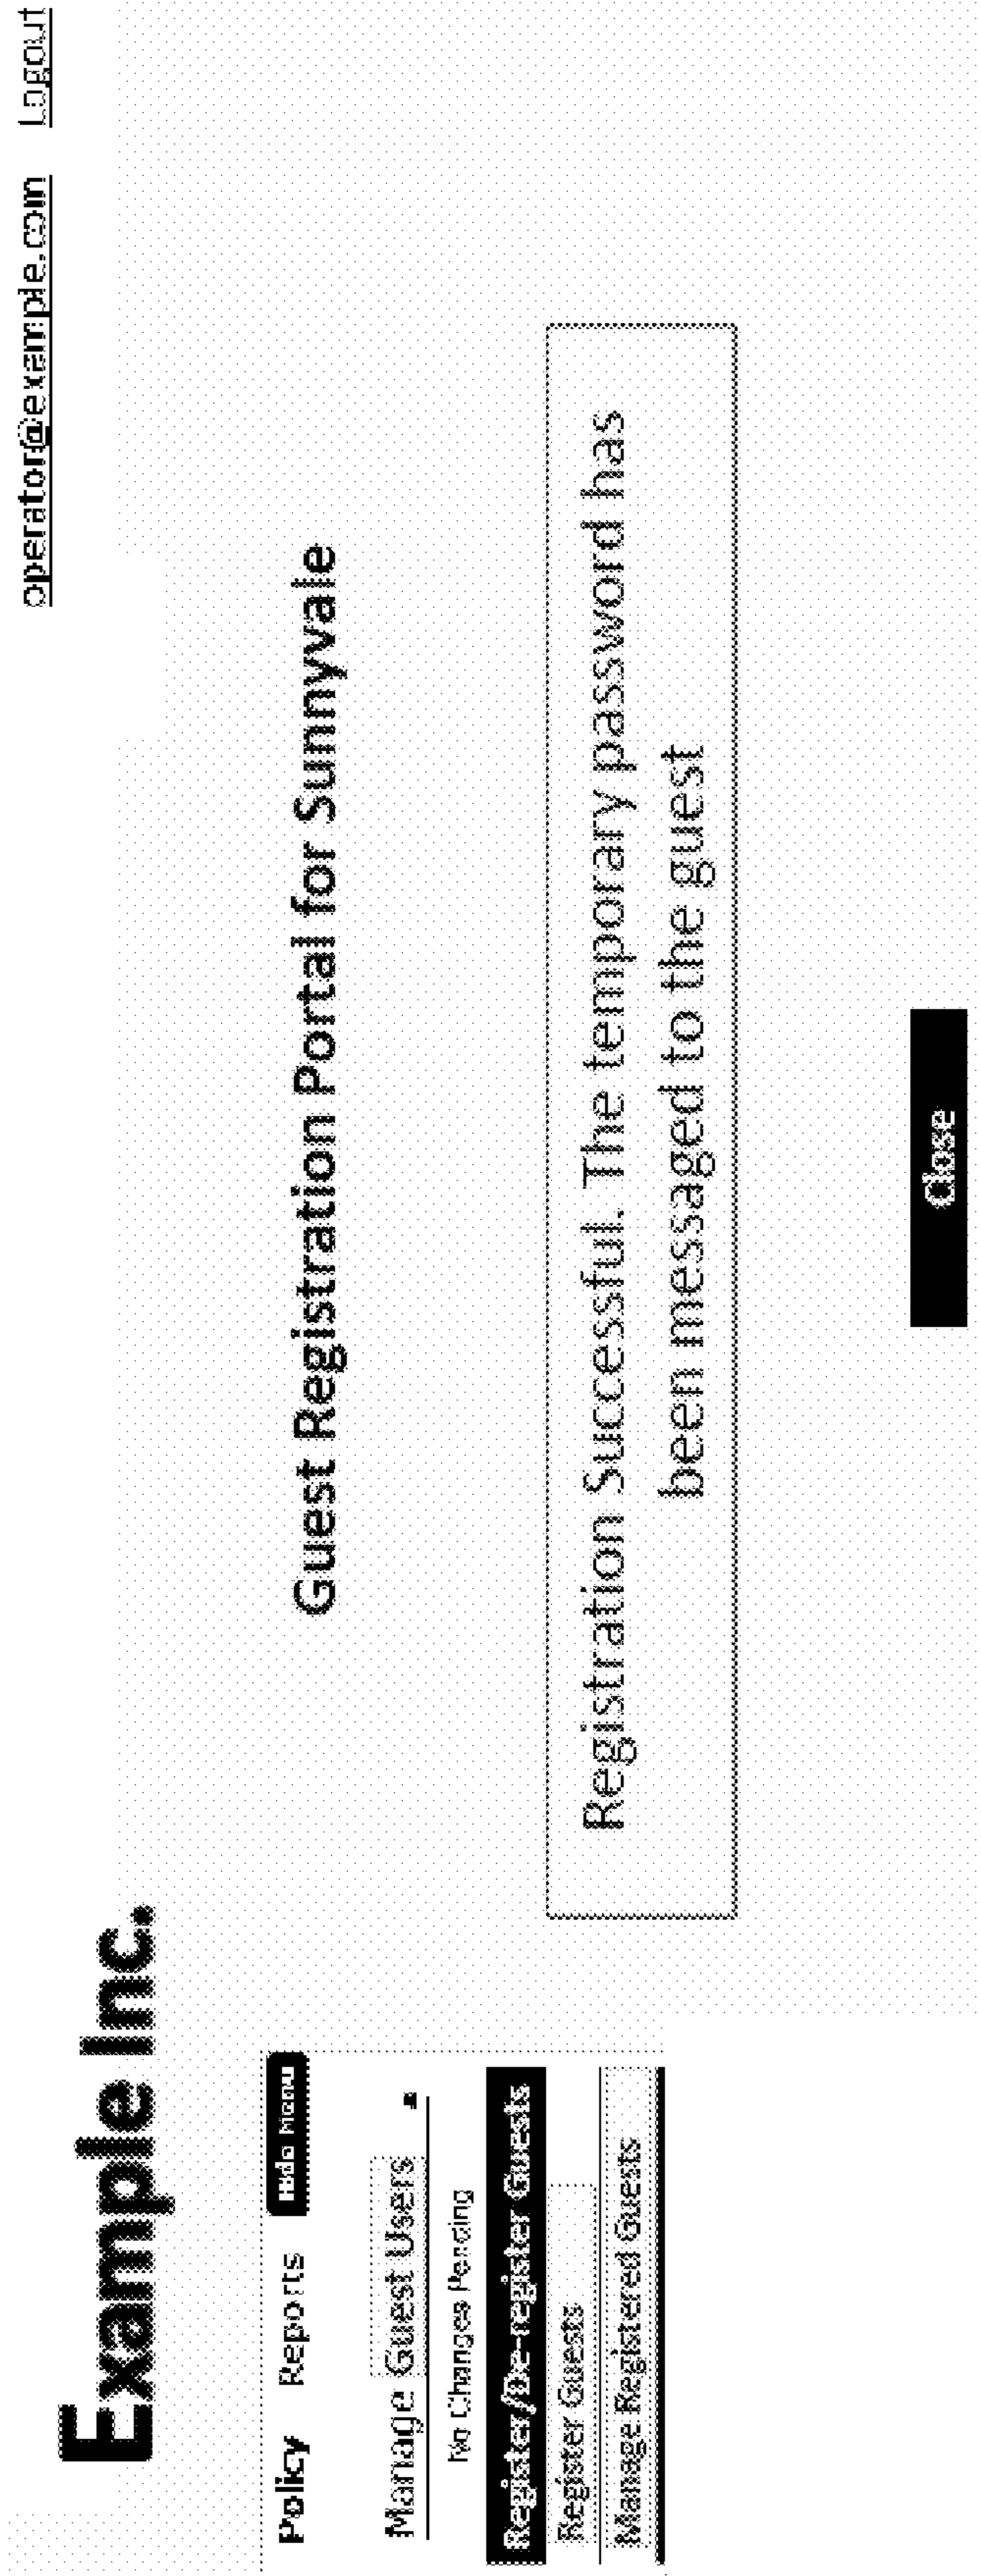 operator@example.com Logout
Example Inc.
Policy Reports Hide Menu
Guest Registration Portal for Sunnyvale
Manage Guest Users
No Changes Pending
Register/De-register Guests
Register Guests
Manage Registered Guests
Registration Successful. The temporary password has
been messaged to the guest
Close